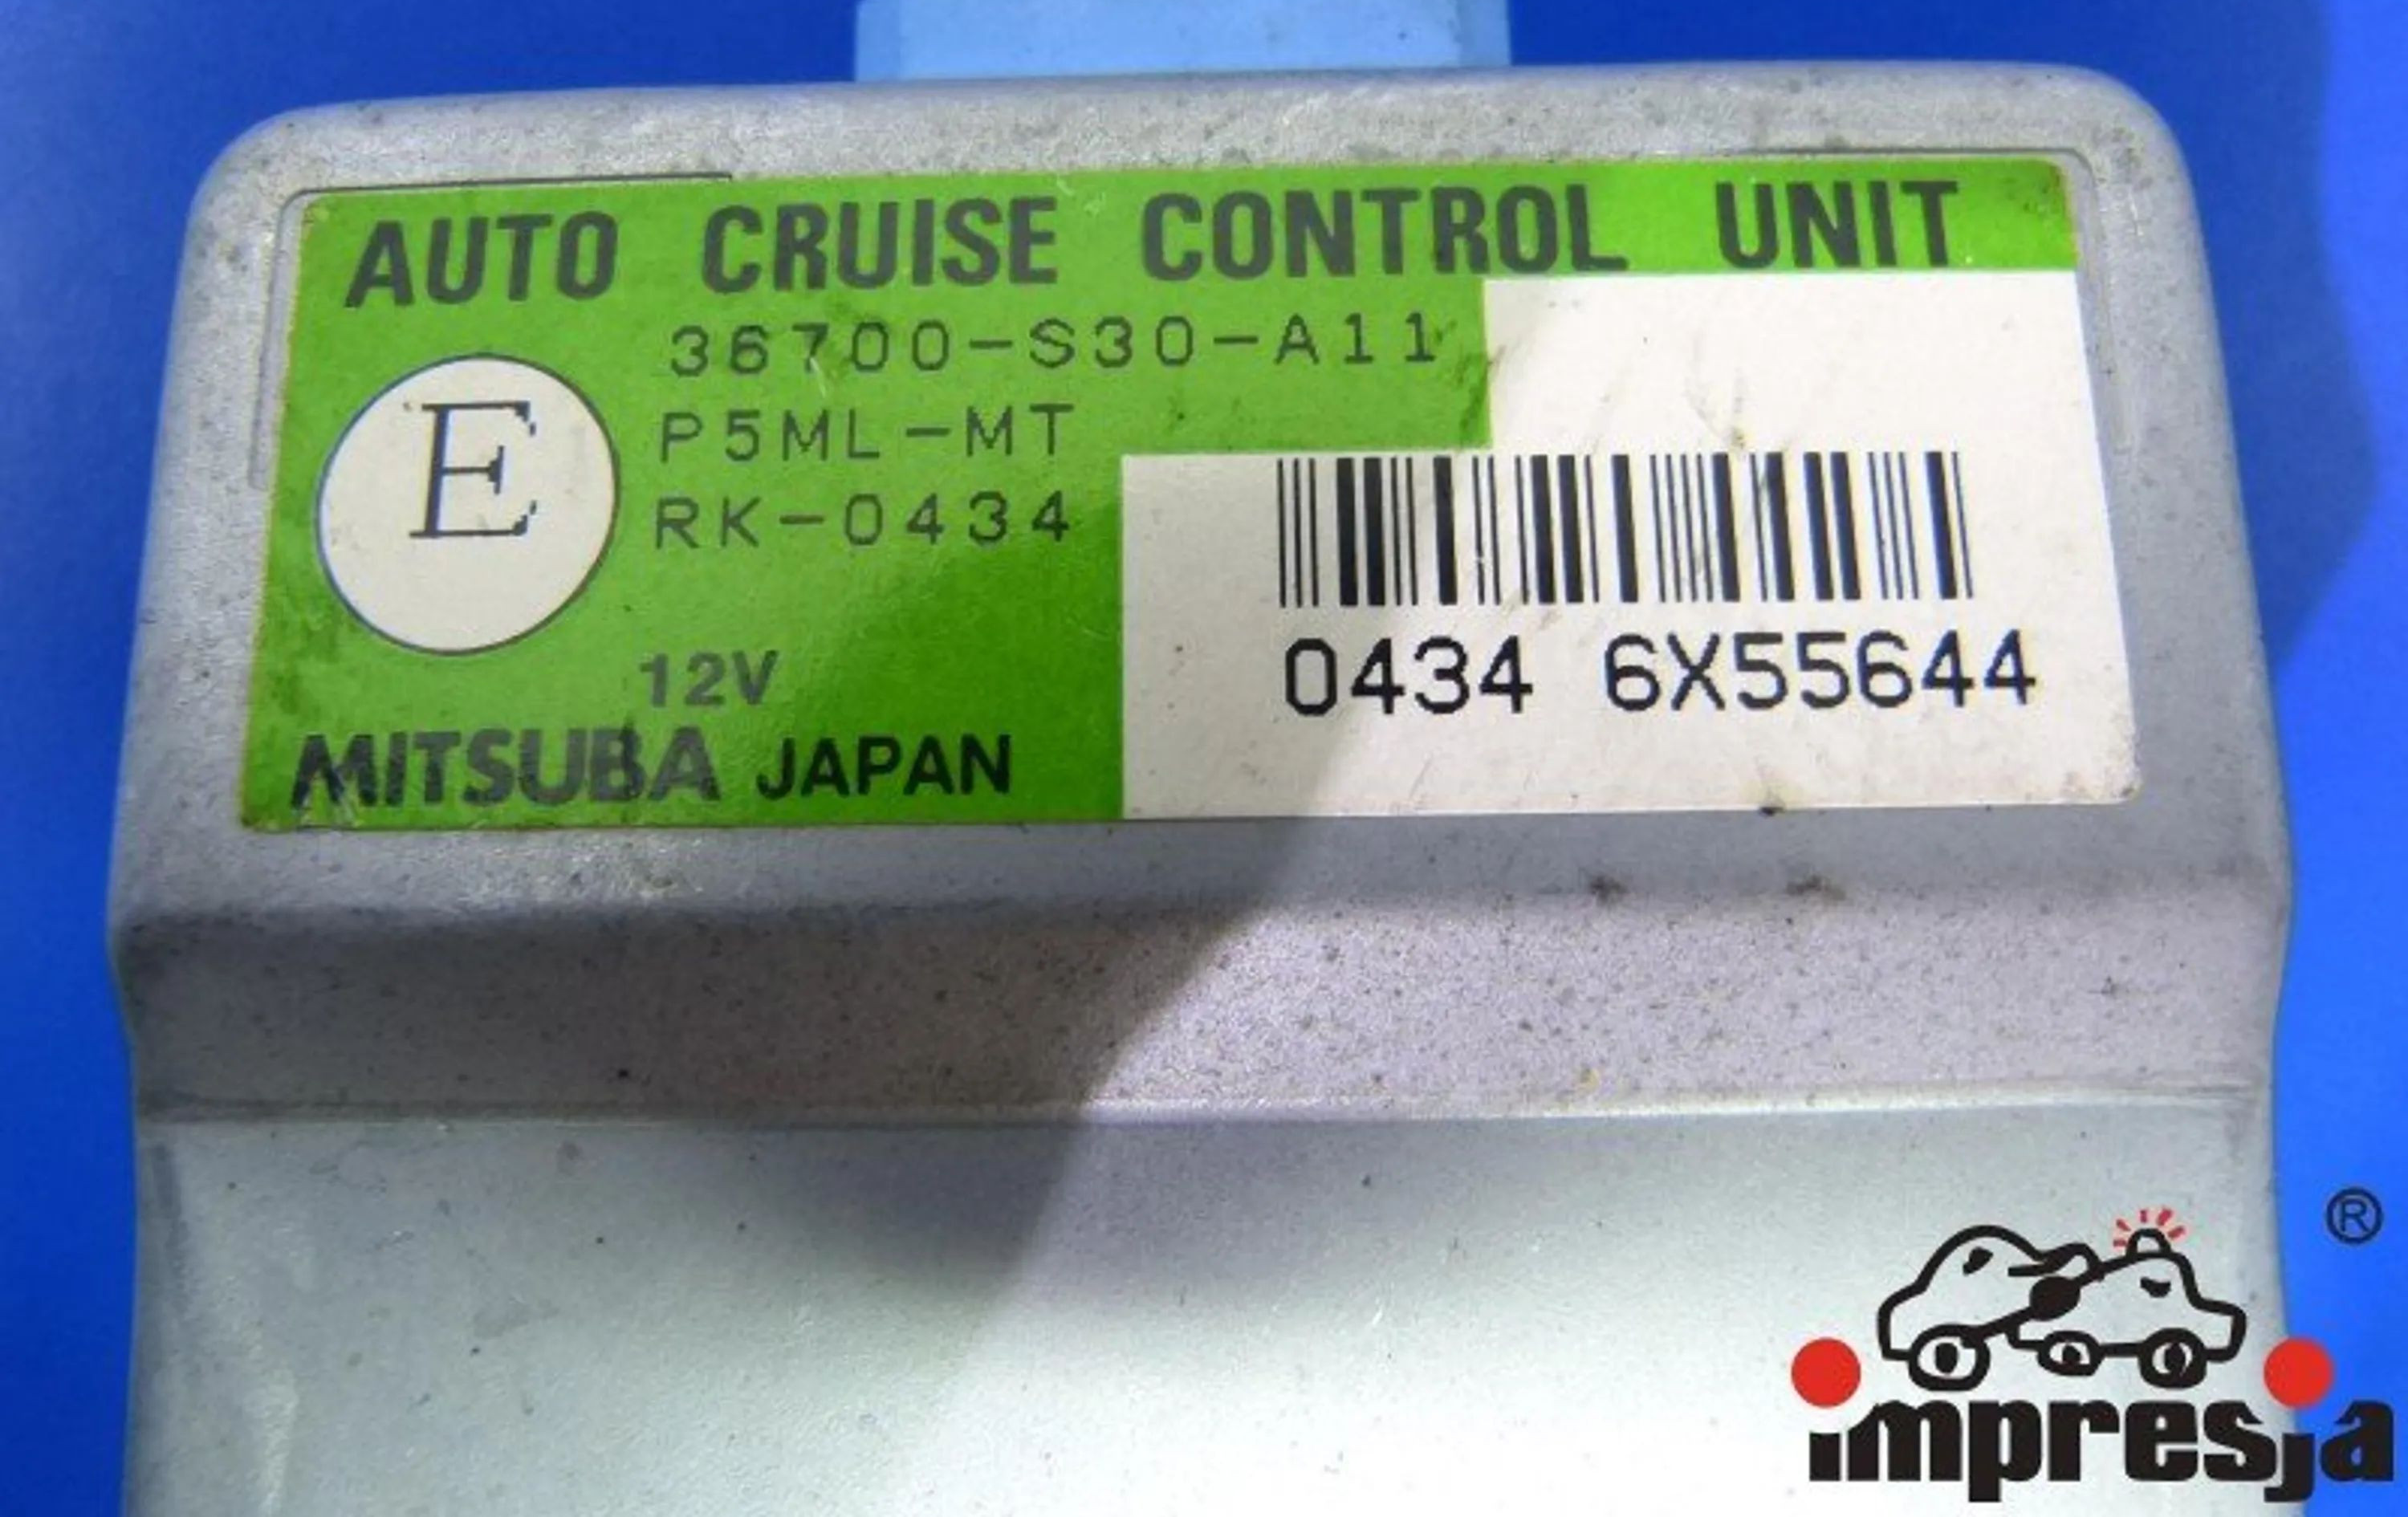 AUTO CRUISE CONTROL UNIT
36700-S30-A11
E
P5ML-MT
RK-0434
12V
MITSUBA JAPAN
0434 6X55644
®
impresja